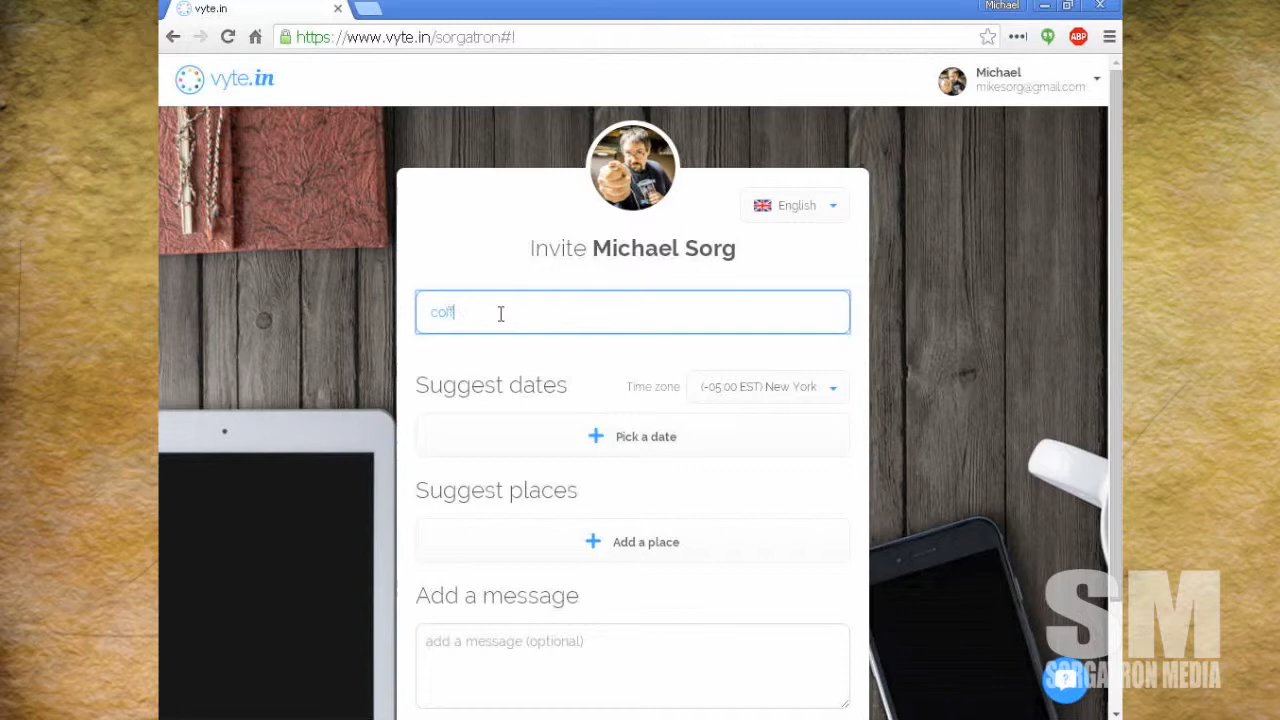 vyte.in
Michael
https://www.vyte.in/sorgatron#!
ABP
vyte.in
Michael
mikesorg@gmail.com
English
Invite Michael Sorg
coff
Suggest dates
Time zone
(-05:00 EST) New York
Pick a date
Suggest places
Add a place
Add a message
add a message (optional)
SM
SORGATRON MEDIA